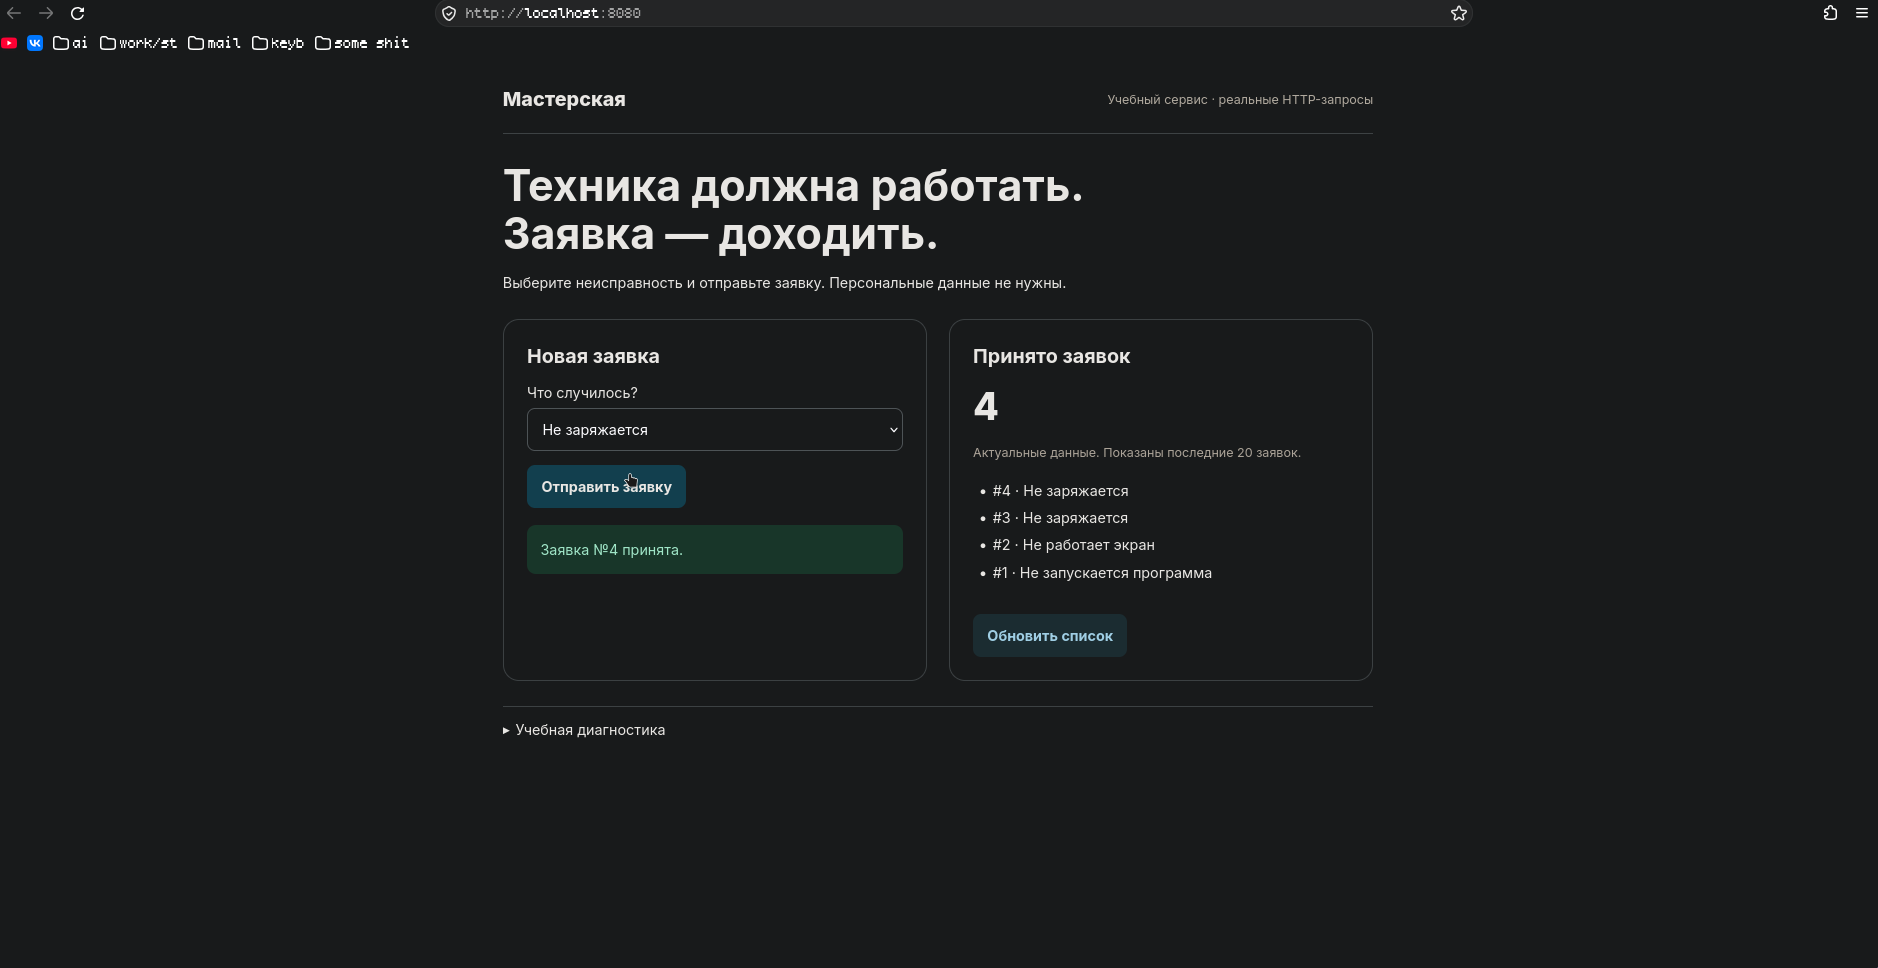 http://localhost:8080
ai work/st mail keyb some shit
Мастерская
Учебный сервис · реальные HTTP-запросы
Техника должна работать.
Заявка — доходить.
Выберите неисправность и отправьте заявку. Персональные данные не нужны.
Новая заявка
Что случилось?
Не заряжается
Отправить заявку
Заявка №4 принята.
Принято заявок
4
Актуальные данные. Показаны последние 20 заявок.
• #4 · Не заряжается
• #3 · Не заряжается
• #2 · Не работает экран
• #1 · Не запускается программа
Обновить список
▸ Учебная диагностика